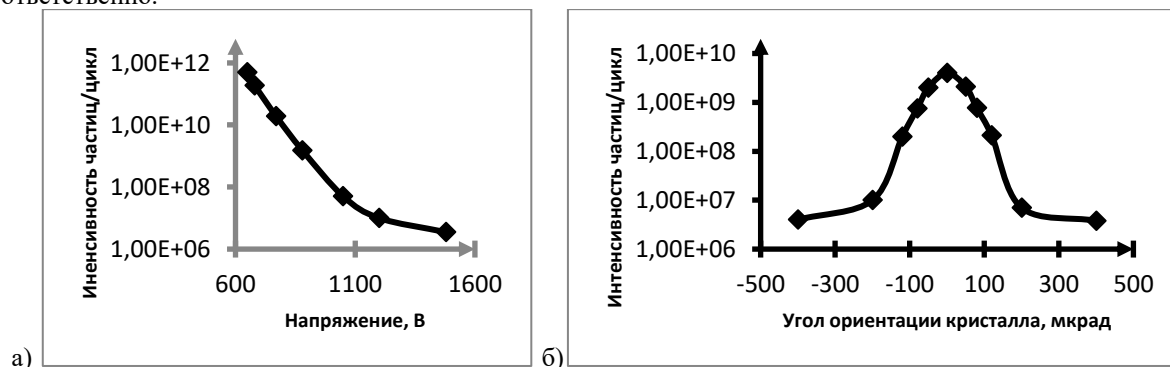 ответственно.
Иненсивность частиц/цикл
1,00E+12
1,00E+10
1,00E+08
1,00E+06
600 1100 1600
Напряжение, В
а)
Интенсивность частиц/цикл
1,00E+10
1,00E+09
1,00E+08
1,00E+07
1,00E+06
-500 -300 -100 100 300 500
Угол ориентации кристалла, мкрад
б)